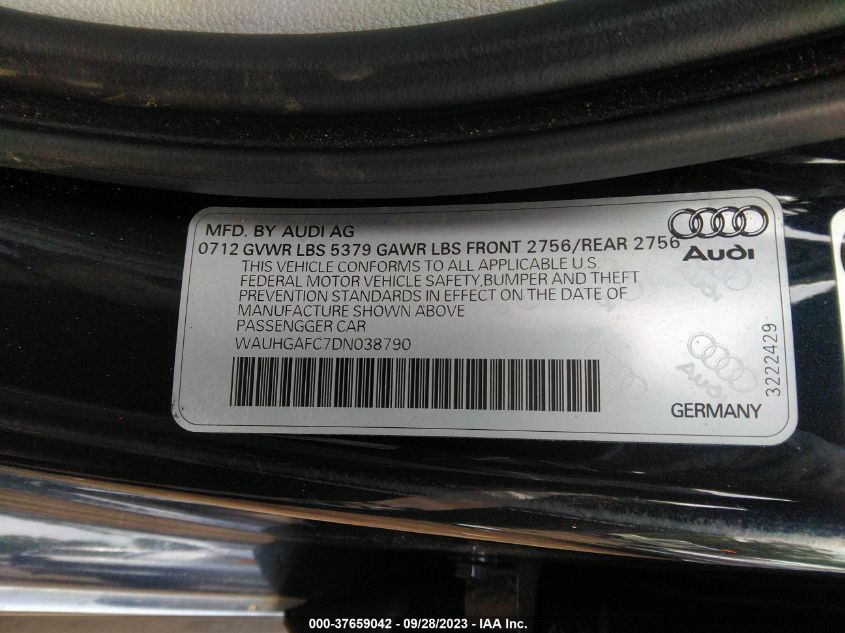 MFD. BY AUDI AG
0712 GVWR LBS 5379 GAWR LBS FRONT 2756/REAR 2756
THIS VEHICLE CONFORMS TO ALL APPLICABLE U.S
FEDERAL MOTOR VEHICLE SAFETY,BUMPER AND THEFT
PREVENTION STANDARDS IN EFFECT ON THE DATE OF
MANUFACTURE SHOWN ABOVE
PASSENGGER CAR
WAUHGAFC7DN038790
Audi
Audi
3222429
GERMANY
000-37659042 - 09/28/2023 - IAA Inc.